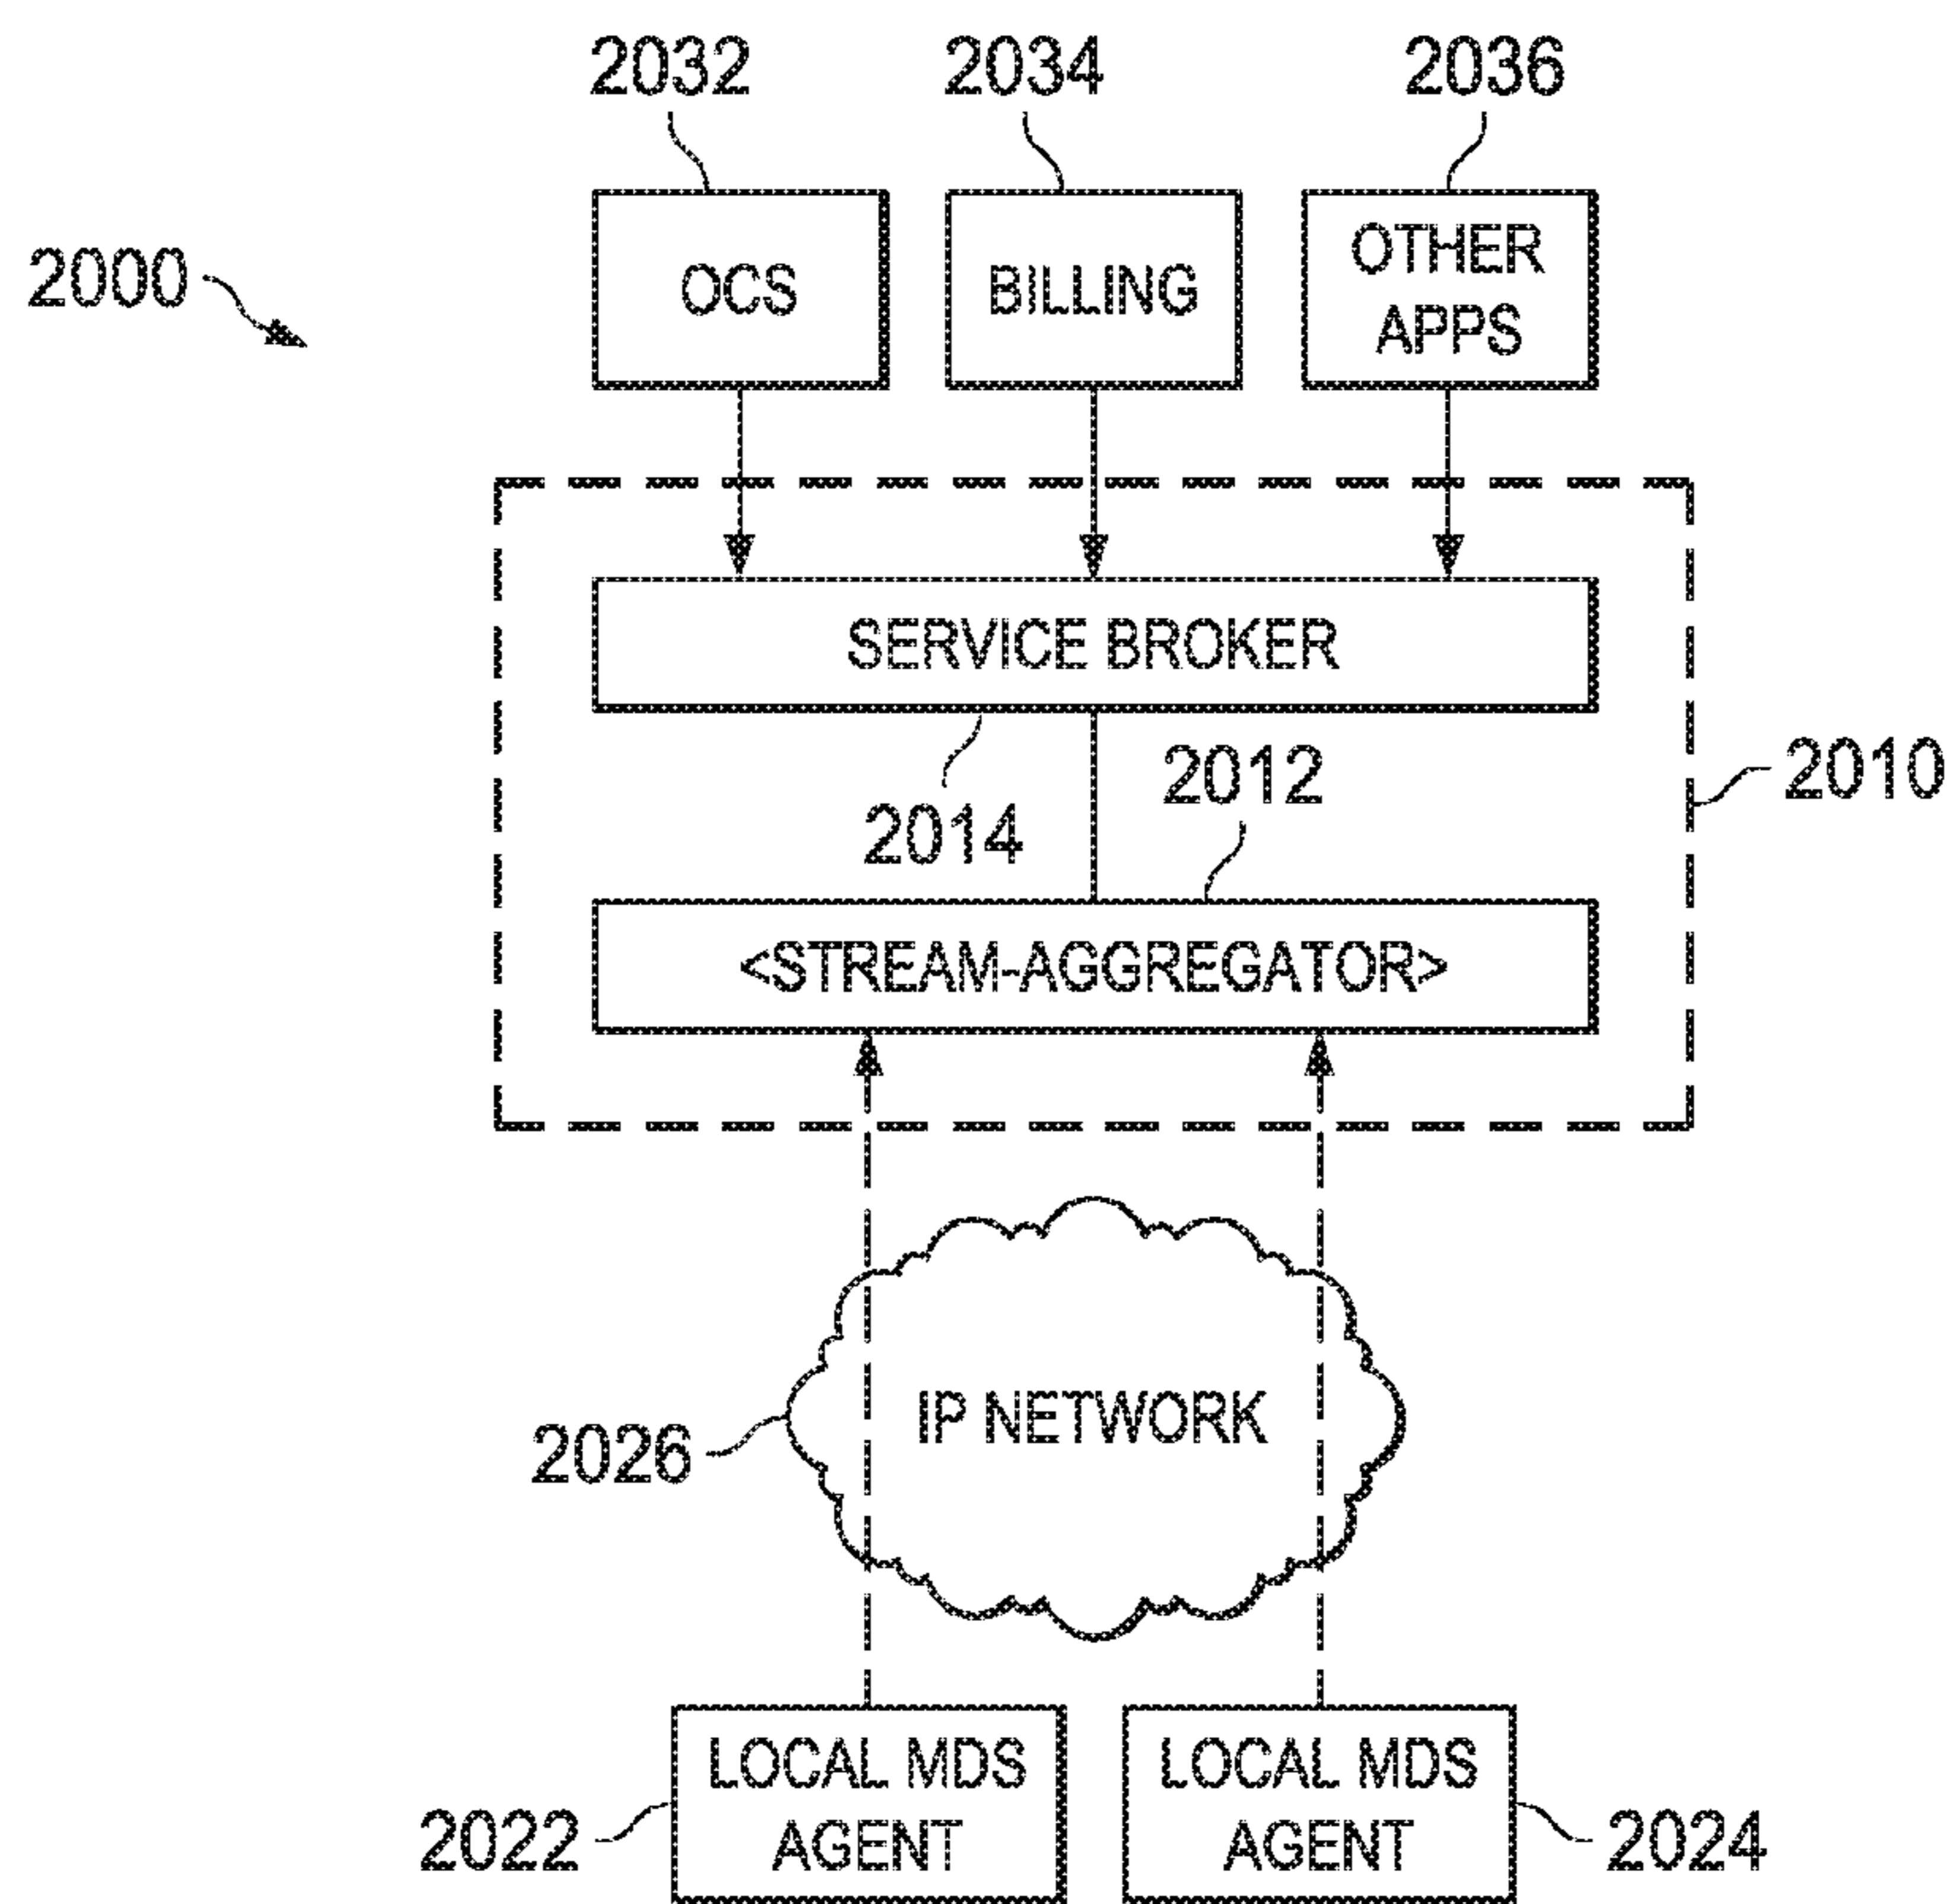 2032
2034
2036
2000
OCS
BILLING
OTHER
APPS
SERVICE BROKER
2010
2012
2014
<STREAM-AGGREGATOR>
IP NETWORK
2026
LOCAL MDS
AGENT
LOCAL MDS
AGENT
2022
2024